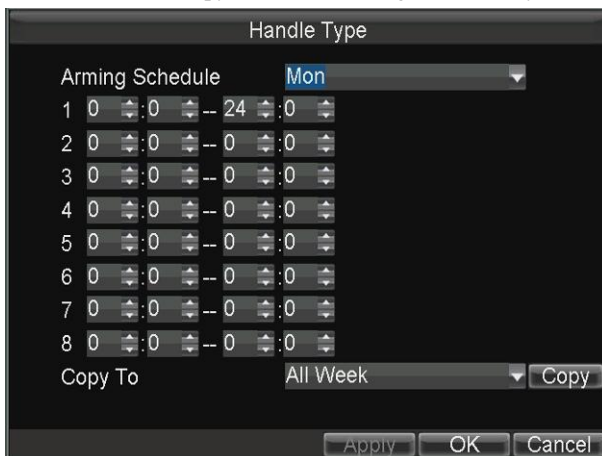 Handle Type
Arming Schedule Mon
1 0 :0 -- 24 :0
2 0 :0 -- 0 :0
3 0 :0 -- 0 :0
4 0 :0 -- 0 :0
5 0 :0 -- 0 :0
6 0 :0 -- 0 :0
7 0 :0 -- 0 :0
8 0 :0 -- 0 :0
Copy To All Week Copy
Apply OK Cancel